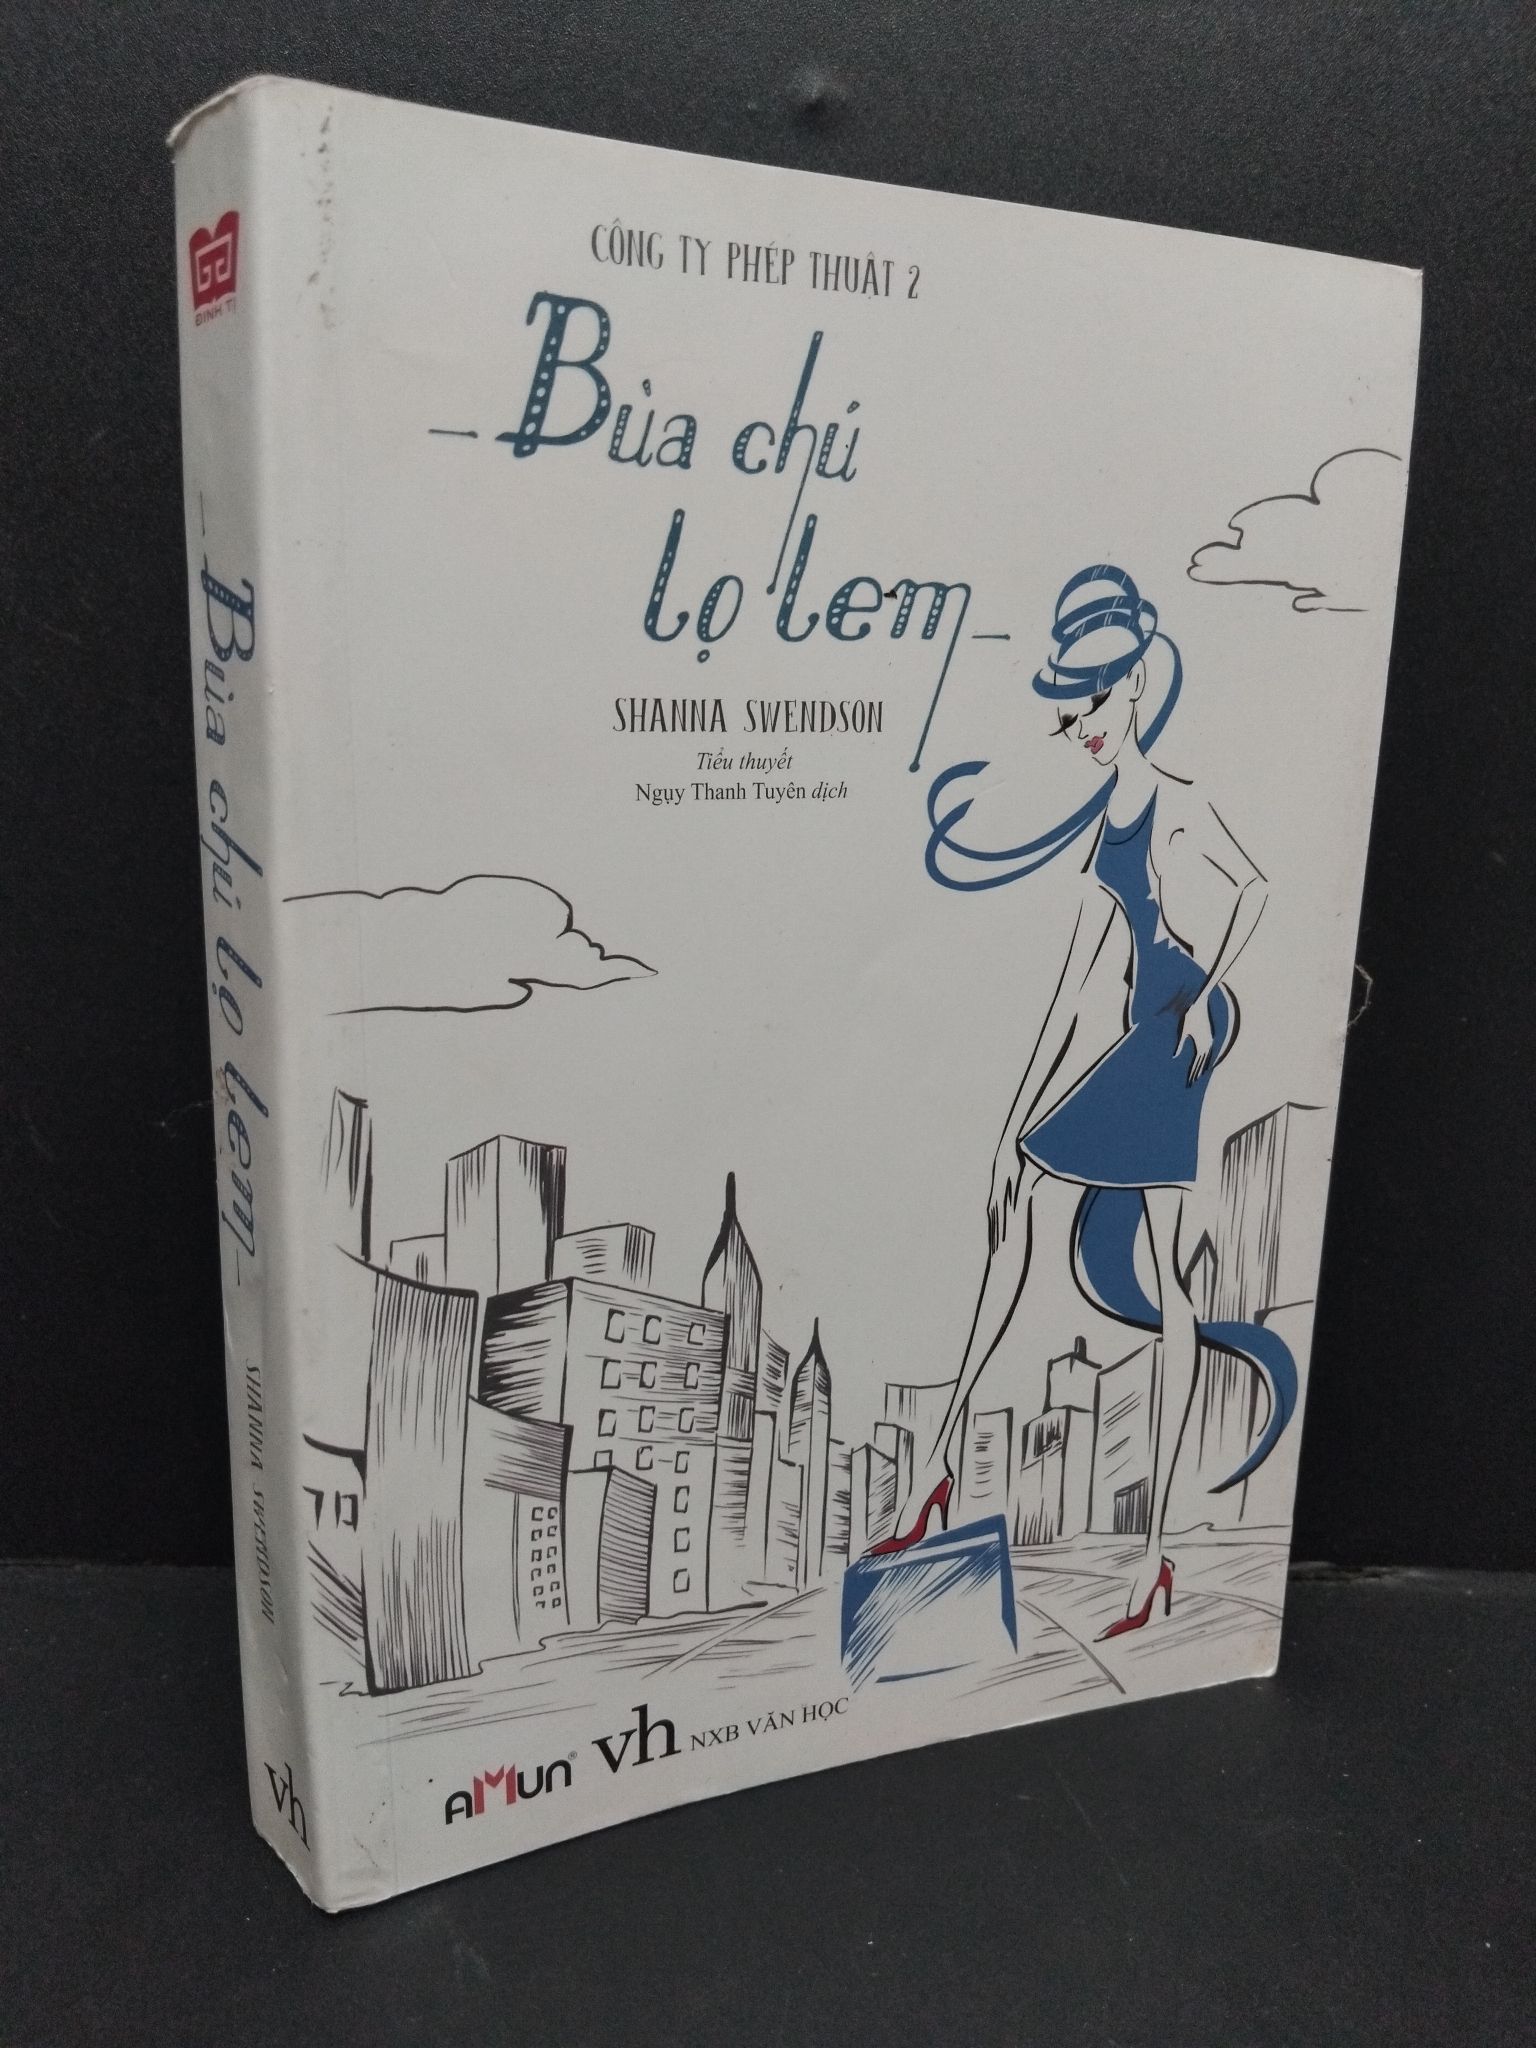 CÔNG TY PHÉP THUẬT 2
Bùa chú
lọ lem
SHANNA SWENDSON
Tiểu thuyết
Ngụy Thanh Tuyên dịch
AMUN®
vh NXB VĂN HỌC
ĐINH TỊ
Bùa chú lọ lem
SHANNA SWENDSON
vh